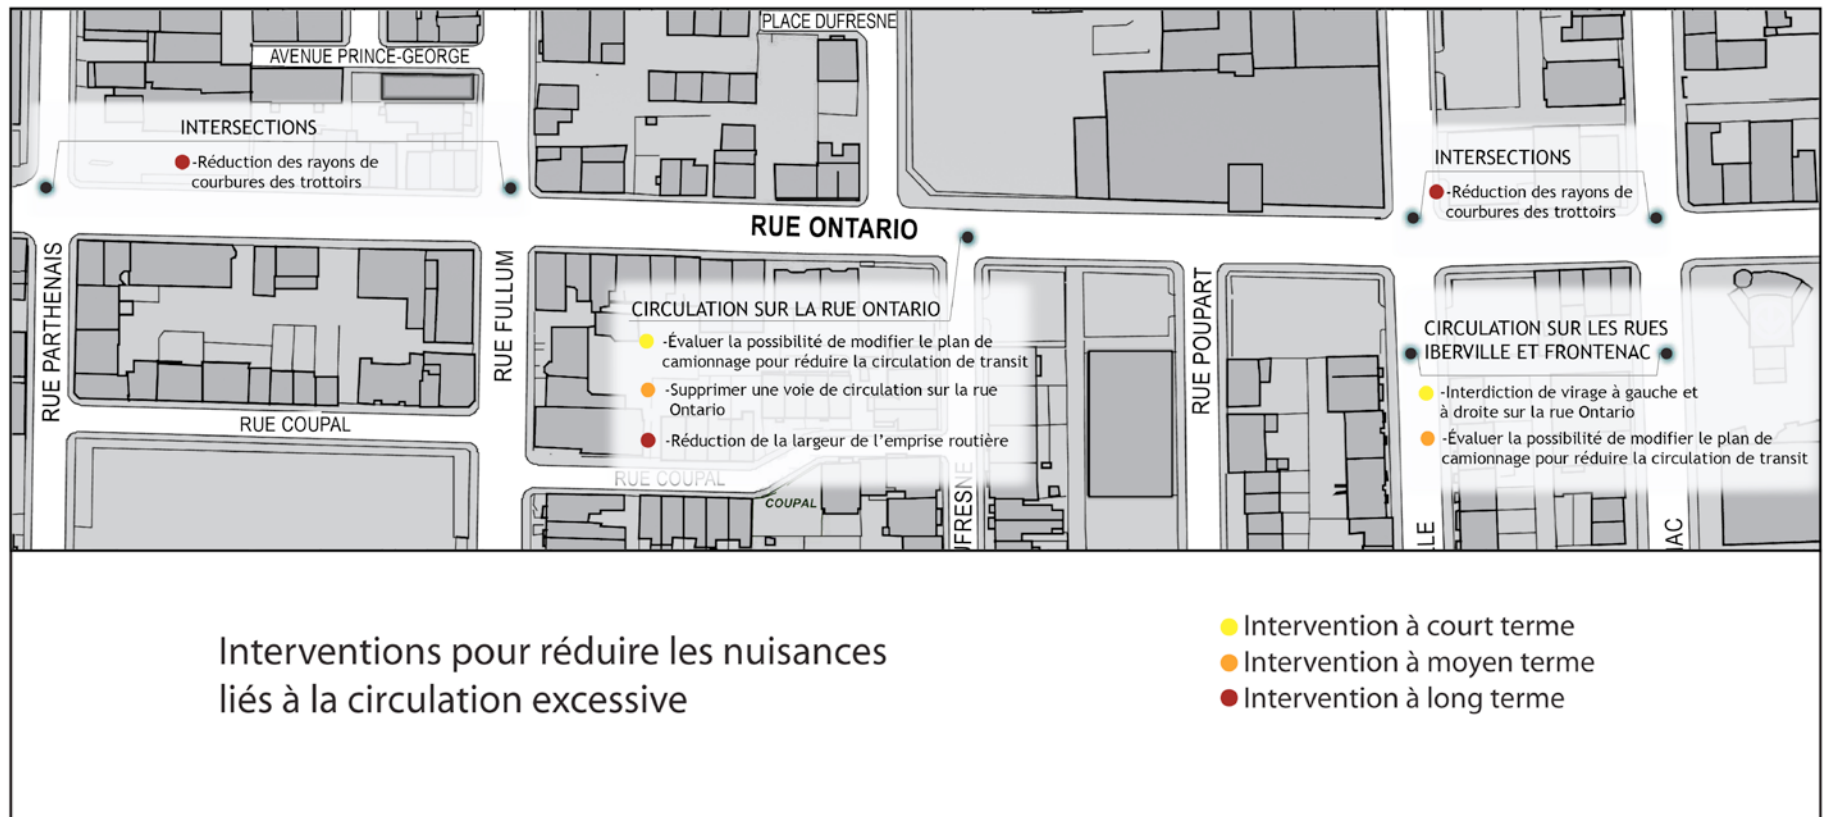 PLACE DUFRESNE
AVENUE PRINCE-GEORGE
INTERSECTIONS
-Réduction des rayons de
courbures des trottoirs
INTERSECTIONS
-Réduction des rayons de
courbures des trottoirs
RUE ONTARIO
RUE PARTHENAIS
RUE FULLUM
RUE POUPART
CIRCULATION SUR LA RUE ONTARIO
-Évaluer la possibilité de modifier le plan de
camionnage pour réduire la circulation de transit
-Supprimer une voie de circulation sur la rue
Ontario
-Réduction de la largeur de l'emprise routière
CIRCULATION SUR LES RUES
IBERVILLE ET FRONTENAC
-Interdiction de virage à gauche et
à droite sur la rue Ontario
-Évaluer la possibilité de modifier le plan de
camionnage pour réduire la circulation de transit
RUE COUPAL
RUE COUPAL
COUPAL
UFRESNE
LLE
NAC
Interventions pour réduire les nuisances
liés à la circulation excessive
Intervention à court terme
Intervention à moyen terme
Intervention à long terme